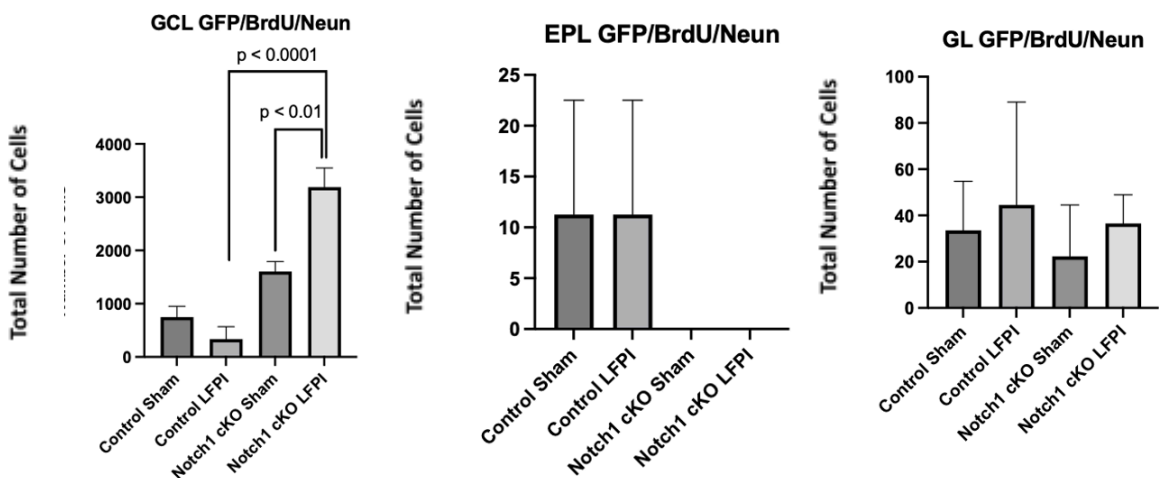 GCL GFP/BrdU/Neun
p < 0.0001
p < 0.01
Total Number of Cells
4000
3000
2000
1000
0
Control Sham
Control LFPI
Notch1 cKO Sham
Notch1 cKO LFPI
EPL GFP/BrdU/Neun
Total Number of Cells
25
20
15
10
5
0
Control Sham
Control LFPI
Notch1 cKO Sham
Notch1 cKO LFPI
GL GFP/BrdU/Neun
Total Number of Cells
100
80
60
40
20
0
Control Sham
Control LFPI
Notch1 cKO Sham
Notch1 cKO LFPI